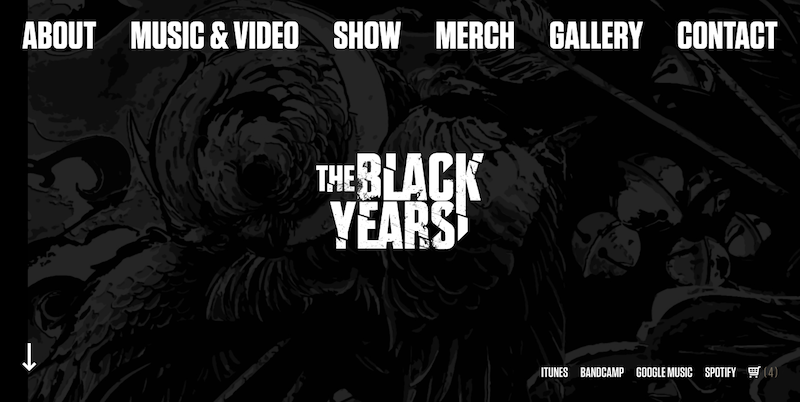 ABOUT MUSIC & VIDEO SHOW MERCH GALLERY CONTACT
THE BLACK
YEARS
ITUNES BANDCAMP GOOGLE MUSIC SPOTIFY (4)